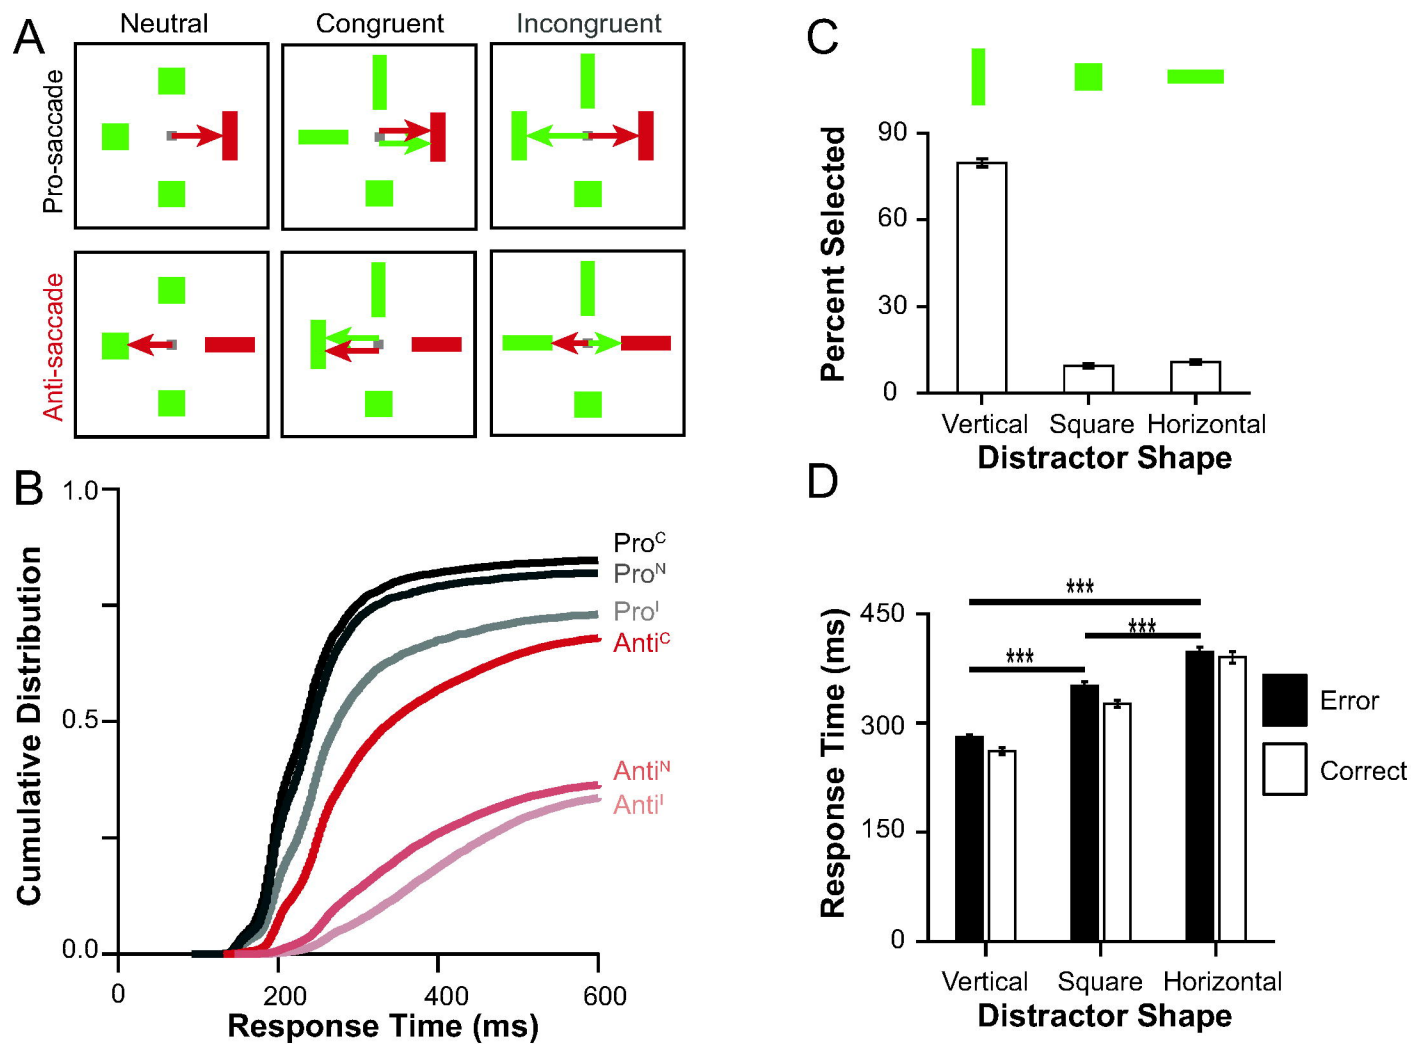 A
Neutral
Congruent
Incongruent
Pro-saccade
Anti-saccade
B
1.0
0.5
0.0
Cumulative Distribution
0
200
400
600
Response Time (ms)
Proᶜ
Proᴺ
Proᴵ
Antiᶜ
Antiᴺ
Antiᴵ
C
90
60
30
0
Percent Selected
Vertical
Square
Horizontal
Distractor Shape
D
***
***
***
450
300
150
0
Response Time (ms)
Error
Correct
Vertical
Square
Horizontal
Distractor Shape